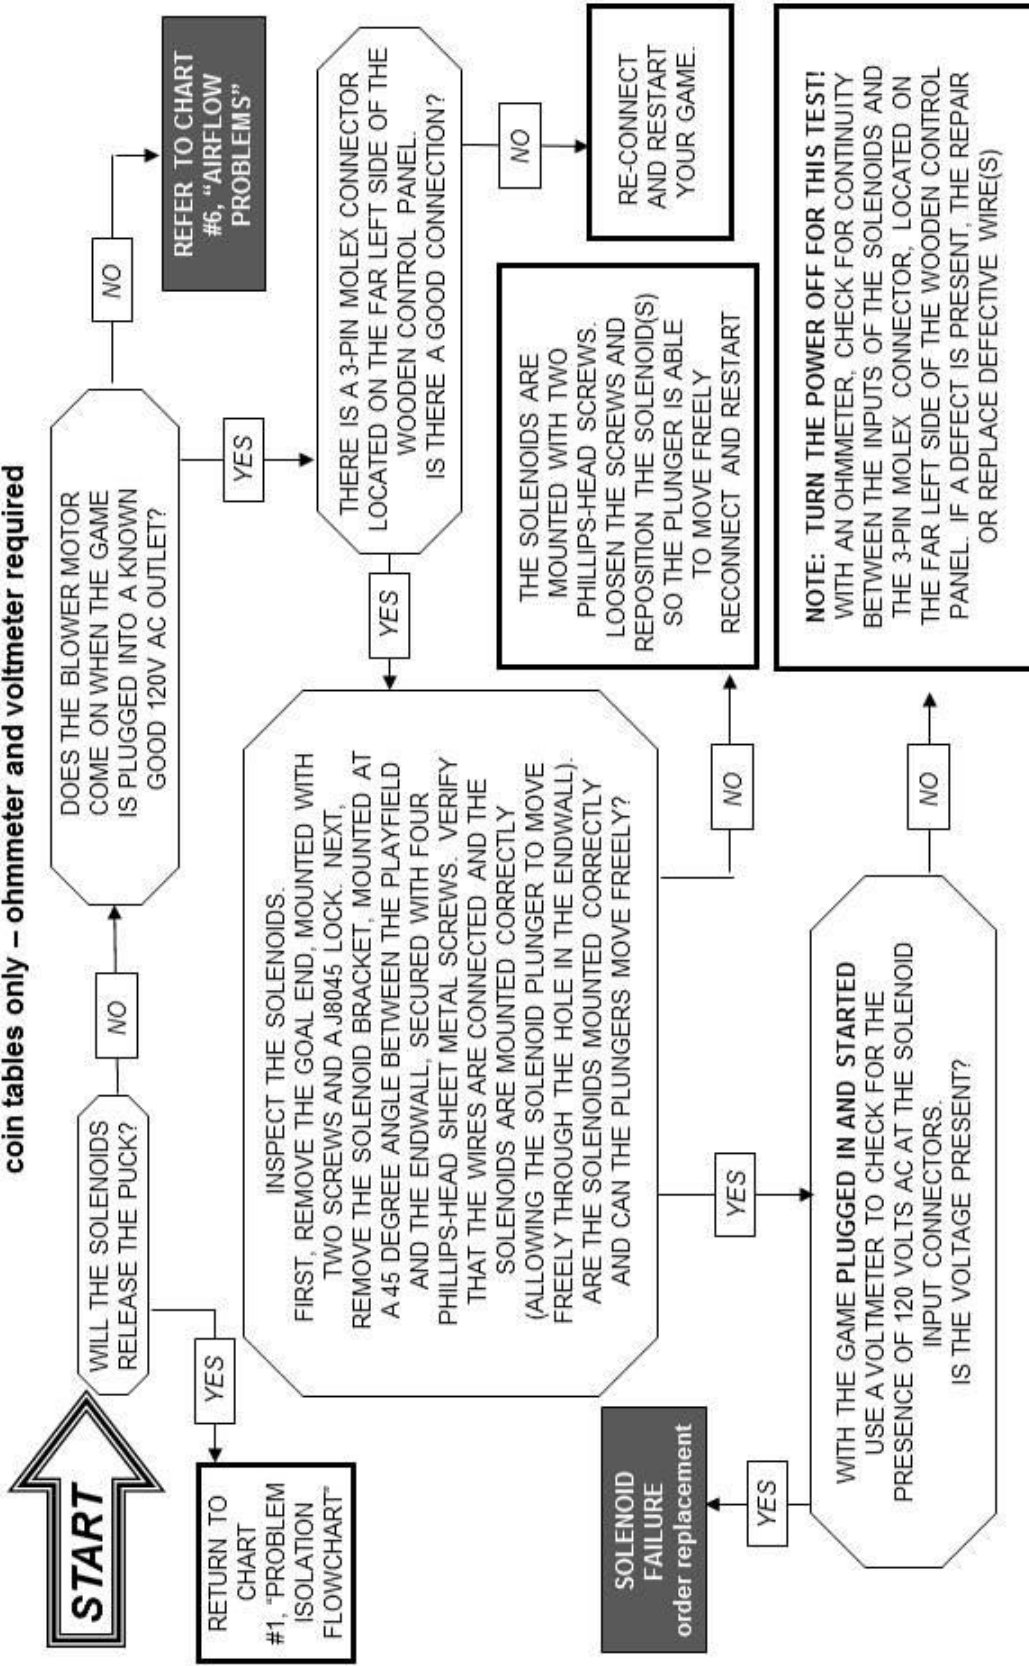 coin tables only – ohmmeter and voltmeter required
START
WILL THE SOLENOIDS
RELEASE THE PUCK?
NO
YES
RETURN TO
CHART
#1, "PROBLEM
ISOLATION
FLOWCHART"
DOES THE BLOWER MOTOR
COME ON WHEN THE GAME
IS PLUGGED INTO A KNOWN
GOOD 120V AC OUTLET?
NO
REFER TO CHART
#6, "AIRFLOW
PROBLEMS"
YES
THERE IS A 3-PIN MOLEX CONNECTOR
LOCATED ON THE FAR LEFT SIDE OF THE
WOODEN CONTROL PANEL.
IS THERE A GOOD CONNECTION?
NO
RE-CONNECT
AND RESTART
YOUR GAME.
YES
INSPECT THE SOLENOIDS.
FIRST, REMOVE THE GOAL END, MOUNTED WITH
TWO SCREWS AND A J8045 LOCK. NEXT,
REMOVE THE SOLENOID BRACKET, MOUNTED AT
A 45 DEGREE ANGLE BETWEEN THE PLAYFIELD
AND THE ENDWALL, SECURED WITH FOUR
PHILLIPS-HEAD SHEET METAL SCREWS. VERIFY
THAT THE WIRES ARE CONNECTED AND THE
SOLENOIDS ARE MOUNTED CORRECTLY
(ALLOWING THE SOLENOID PLUNGER TO MOVE
FREELY THROUGH THE HOLE IN THE ENDWALL).
ARE THE SOLENOIDS MOUNTED CORRECTLY
AND CAN THE PLUNGERS MOVE FREELY?
NO
THE SOLENOIDS ARE
MOUNTED WITH TWO
PHILLIPS-HEAD SCREWS.
LOOSEN THE SCREWS AND
REPOSITION THE SOLENOID(S)
SO THE PLUNGER IS ABLE
TO MOVE FREELY
RECONNECT AND RESTART
YES
WITH THE GAME PLUGGED IN AND STARTED
USE A VOLTMETER TO CHECK FOR THE
PRESENCE OF 120 VOLTS AC AT THE SOLENOID
INPUT CONNECTORS.
IS THE VOLTAGE PRESENT?
YES
SOLENOID
FAILURE
order replacement
NO
NOTE: TURN THE POWER OFF FOR THIS TEST!
WITH AN OHMMETER, CHECK FOR CONTINUITY
BETWEEN THE INPUTS OF THE SOLENOIDS AND
THE 3-PIN MOLEX CONNECTOR, LOCATED ON
THE FAR LEFT SIDE OF THE WOODEN CONTROL
PANEL. IF A DEFECT IS PRESENT, THE REPAIR
OR REPLACE DEFECTIVE WIRE(S)